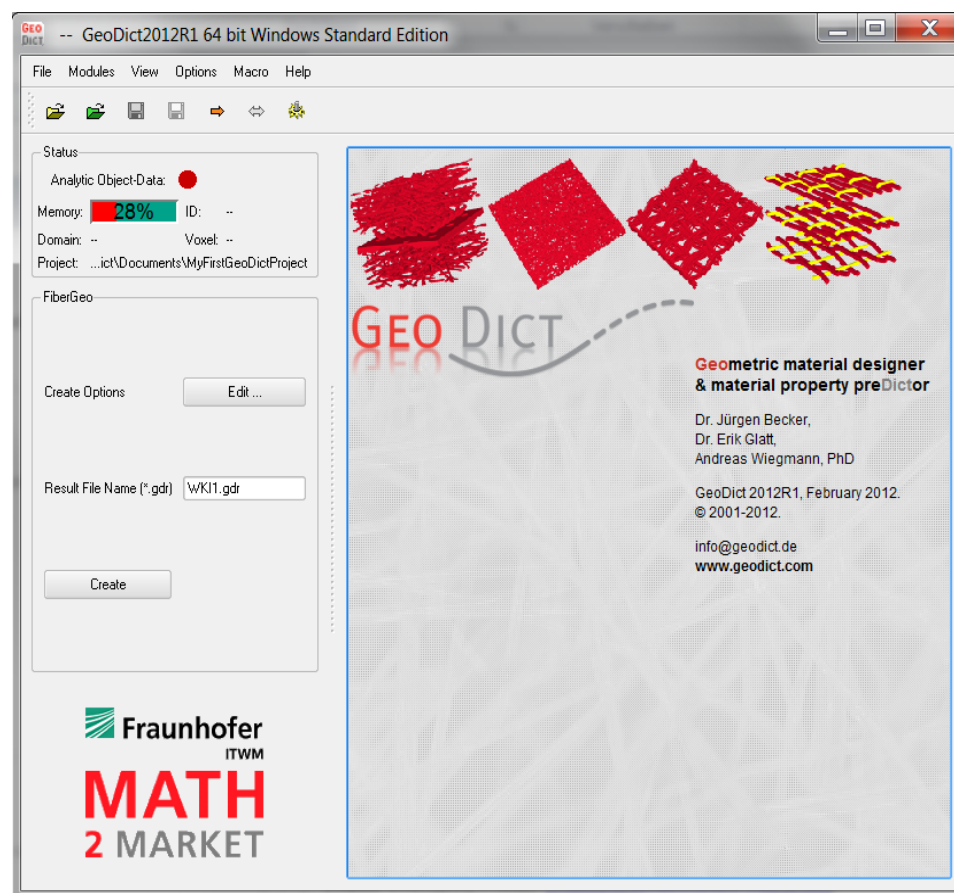 GEO
DICT
-- GeoDict2012R1 64 bit Windows Standard Edition
File Modules View Options Macro Help
Status
Analytic Object-Data:
Memory: 28% ID: --
Domain: -- Voxel: --
Project: ...ict\Documents\MyFirstGeoDictProject
FiberGeo
Create Options Edit ...
Result File Name (*.gdr) WKI1.gdr
Create
Fraunhofer
ITWM
MATH
2 MARKET
GEO DICT
Geometric material designer
& material property preDictor
Dr. Jürgen Becker,
Dr. Erik Glatt,
Andreas Wiegmann, PhD
GeoDict 2012R1, February 2012.
© 2001-2012.
info@geodict.de
www.geodict.com